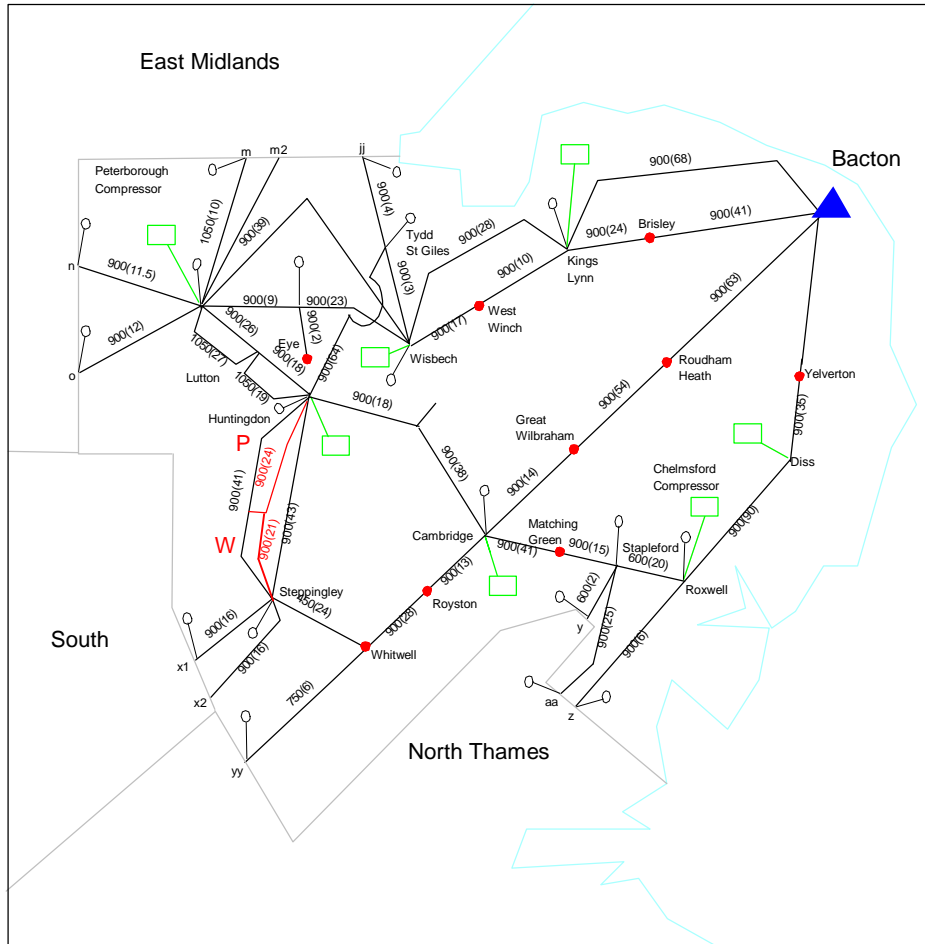 East Midlands
m
m2
jj
Peterborough
Compressor
Bacton
900(68)
900(41)
900(24)
Brisley
1050(10)
900(39)
900(4)
Tydd
St Giles
900(28)
Kings
Lynn
n
900(11.5)
900(3)
900(10)
900(63)
900(9)
900(23)
West
Winch
900(12)
900(26)
900(2)
Eye
900(17)
Wisbech
o
1050(27)
900(18)
900(64)
Lutton
1050(19)
Roudham
Heath
Yelverton
900(54)
900(35)
Huntingdon
900(18)
Great
Wilbraham
P
900(24)
900(41)
900(43)
900(38)
900(14)
Diss
Chelmsford
Compressor
900(90)
W
900(21)
Cambridge
Matching
Green
900(41)
900(15)
Stapleford
600(20)
Roxwell
Steppingley
450(24)
900(13)
Royston
600(2)
900(25)
900(6)
y
South
900(16)
900(16)
900(28)
Whitwell
x1
x2
750(6)
aa
z
North Thames
yy